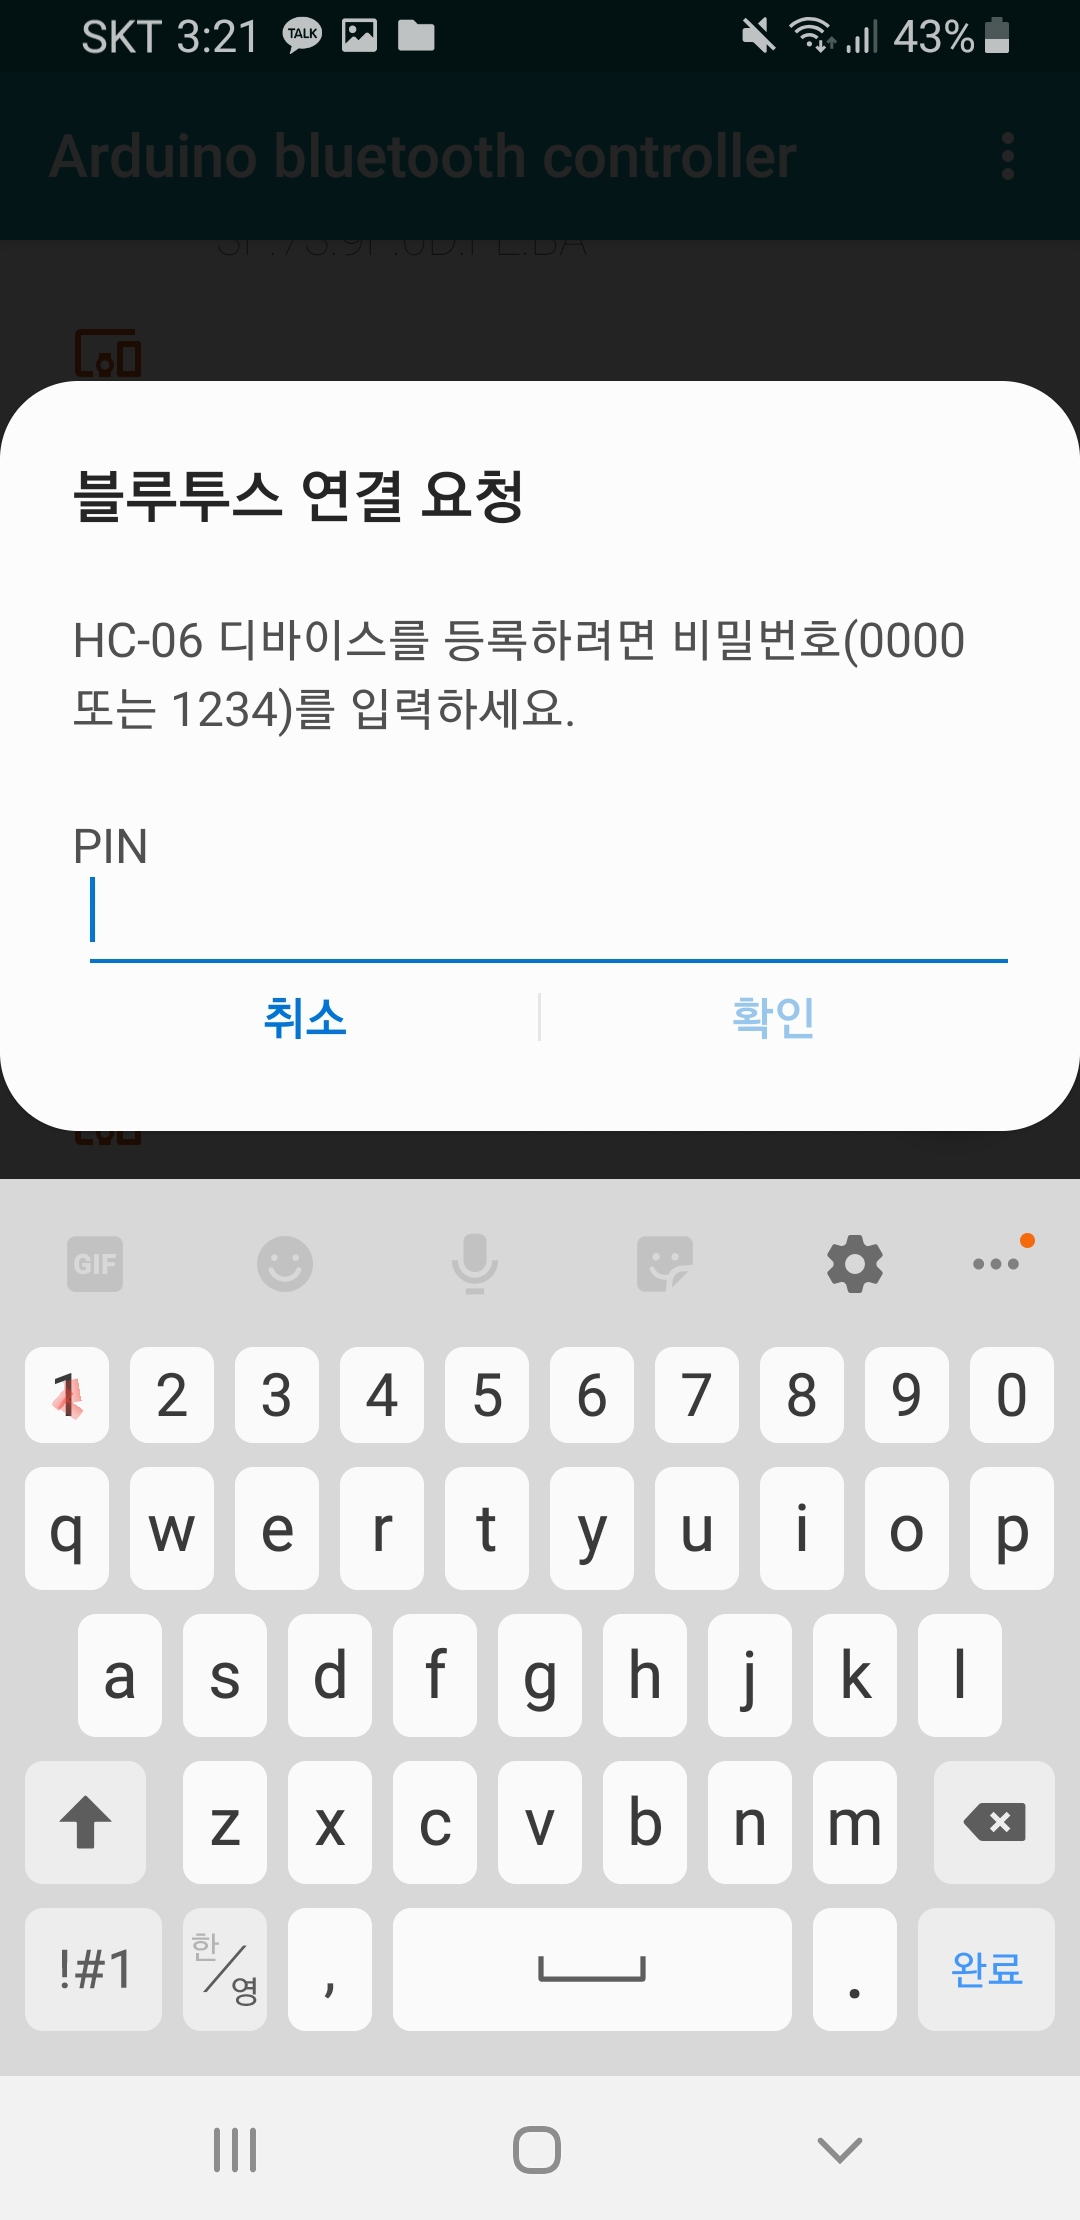 SKT 3:21 TALK 43%
Arduino bluetooth controller
블루투스 연결 요청
HC-06 디바이스를 등록하려면 비밀번호(0000
또는 1234)를 입력하세요.
PIN
취소 확인
GIF
1 2 3 4 5 6 7 8 9 0
q w e r t y u i o p
a s d f g h j k l
z x c v b n m
!#1 한/영 , . 완료